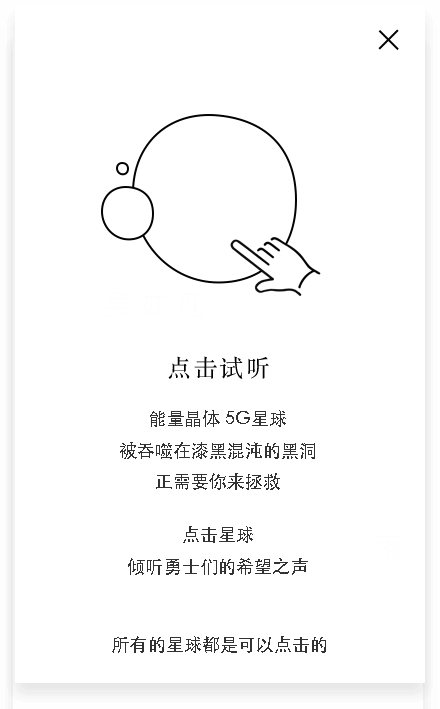 点击试听
能量晶体 5G星球
被吞噬在漆黑混沌的黑洞
正需要你来拯救
点击星球
倾听勇士们的希望之声
所有的星球都是可以点击的